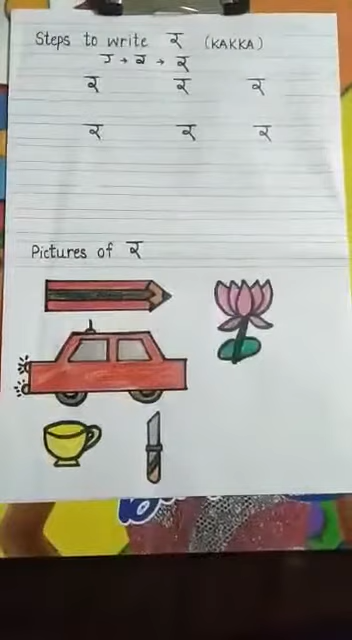 Steps to write ਕ (KAKKA)
→ → ਕ
ਕ ਕ ਕ
ਕ ਕ ਕ
Pictures of ਕ